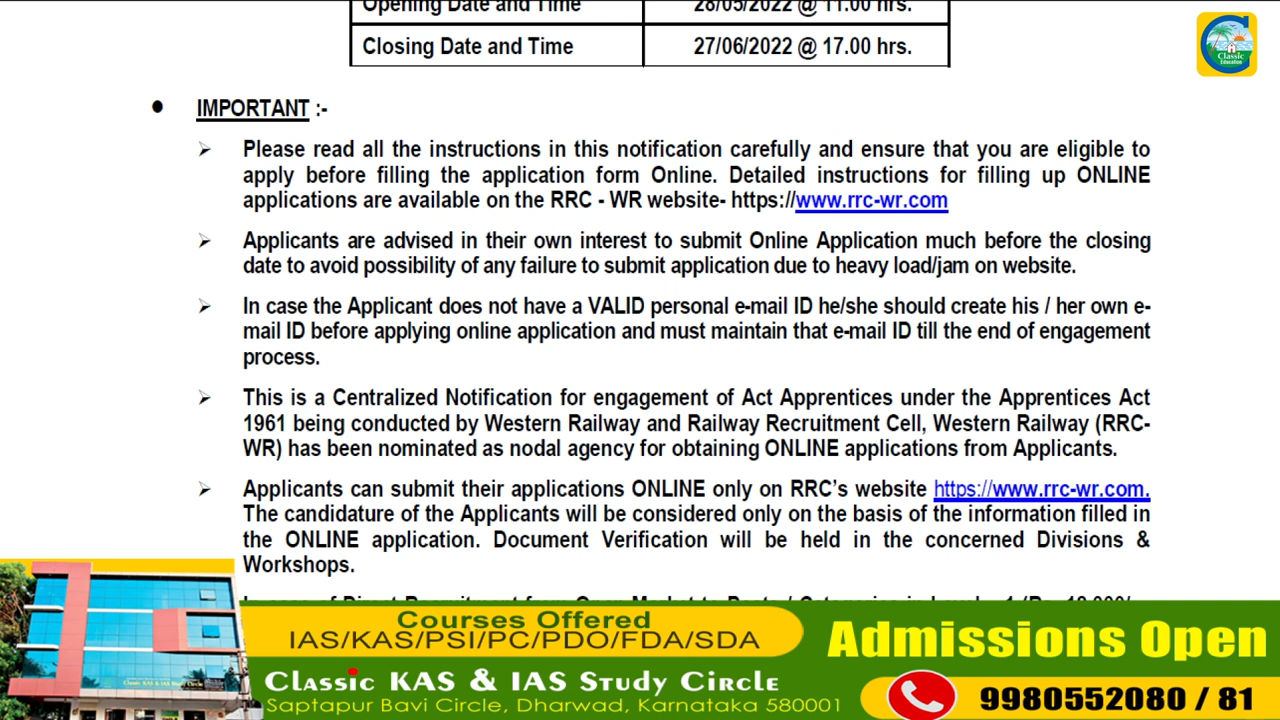 Opening Date and Time 28/05/2022 @ 11.00 hrs.
Closing Date and Time 27/06/2022 @ 17.00 hrs.
Classic
Education
IMPORTANT :-
Please read all the instructions in this notification carefully and ensure that you are eligible to
apply before filling the application form Online. Detailed instructions for filling up ONLINE
applications are available on the RRC - WR website- https://www.rrc-wr.com
Applicants are advised in their own interest to submit Online Application much before the closing
date to avoid possibility of any failure to submit application due to heavy load/jam on website.
In case the Applicant does not have a VALID personal e-mail ID he/she should create his / her own e-
mail ID before applying online application and must maintain that e-mail ID till the end of engagement
process.
This is a Centralized Notification for engagement of Act Apprentices under the Apprentices Act
1961 being conducted by Western Railway and Railway Recruitment Cell, Western Railway (RRC-
WR) has been nominated as nodal agency for obtaining ONLINE applications from Applicants.
Applicants can submit their applications ONLINE only on RRC's website https://www.rrc-wr.com.
The candidature of the Applicants will be considered only on the basis of the information filled in
the ONLINE application. Document Verification will be held in the concerned Divisions &
Workshops.
Courses Offered
IAS/KAS/PSI/PC/PDO/FDA/SDA
Classic KAS & IAS Study Circle
Saptapur Bavi Circle, Dharwad, Karnataka 580001
Admissions Open
9980552080 / 81